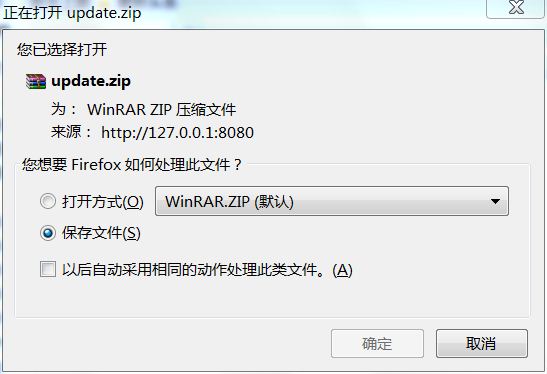 正在打开 update.zip
您已选择打开
update.zip
为： WinRAR ZIP 压缩文件
来源： http://127.0.0.1:8080
您想要 Firefox 如何处理此文件？
打开方式(O) WinRAR.ZIP (默认)
保存文件(S)
以后自动采用相同的动作处理此类文件。(A)
确定 取消